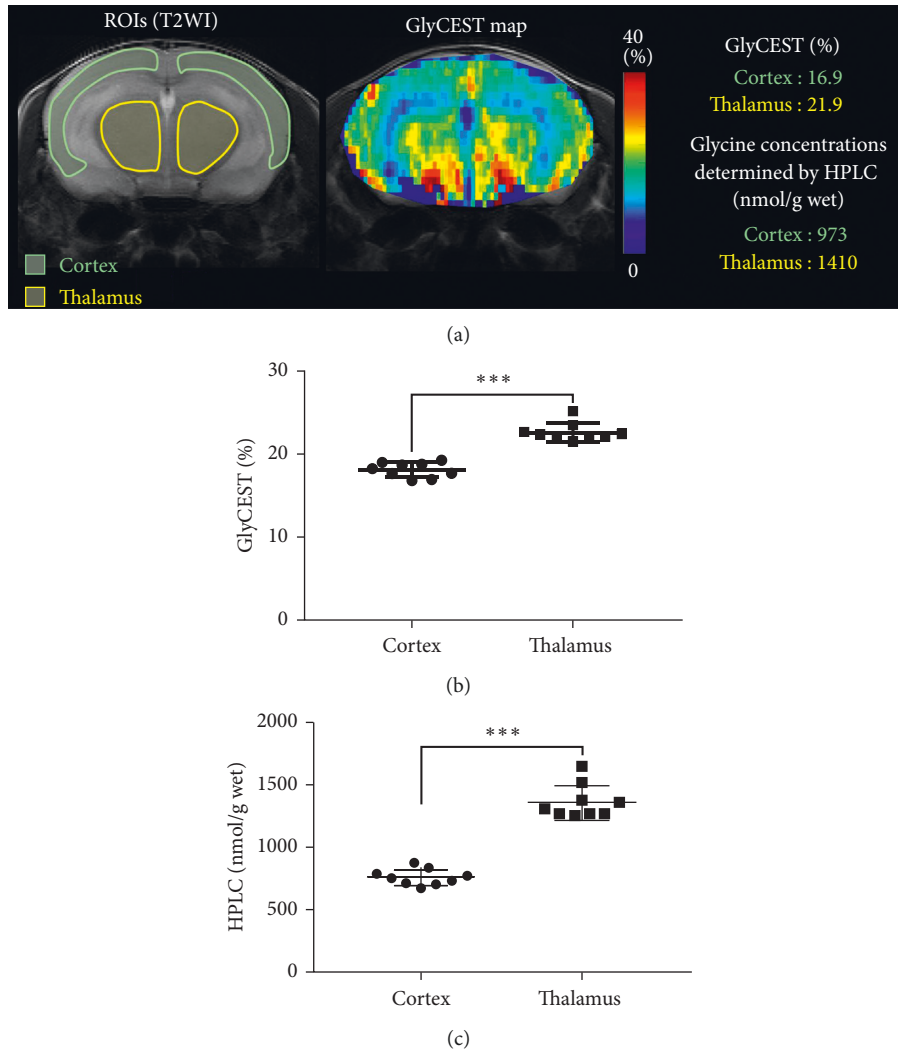 ROIs (T2WI)
GlyCEST map
Cortex
Thalamus
40
(%)
0
GlyCEST (%)
Cortex : 16.9
Thalamus : 21.9
Glycine concentrations
determined by HPLC
(nmol/g wet)
Cortex : 973
Thalamus : 1410
(a)
GlyCEST (%)
30
20
10
0
***
Cortex
Thalamus
(b)
HPLC (nmol/g wet)
2000
1500
1000
500
0
***
Cortex
Thalamus
(c)